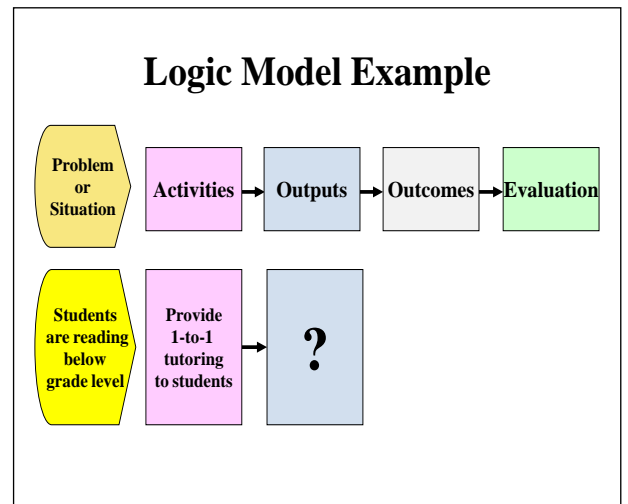 Logic Model Example
Problem
or
Situation
Activities
Outputs
Outcomes
Evaluation
Students
are reading
below
grade level
Provide
1-to-1
tutoring
to students
?